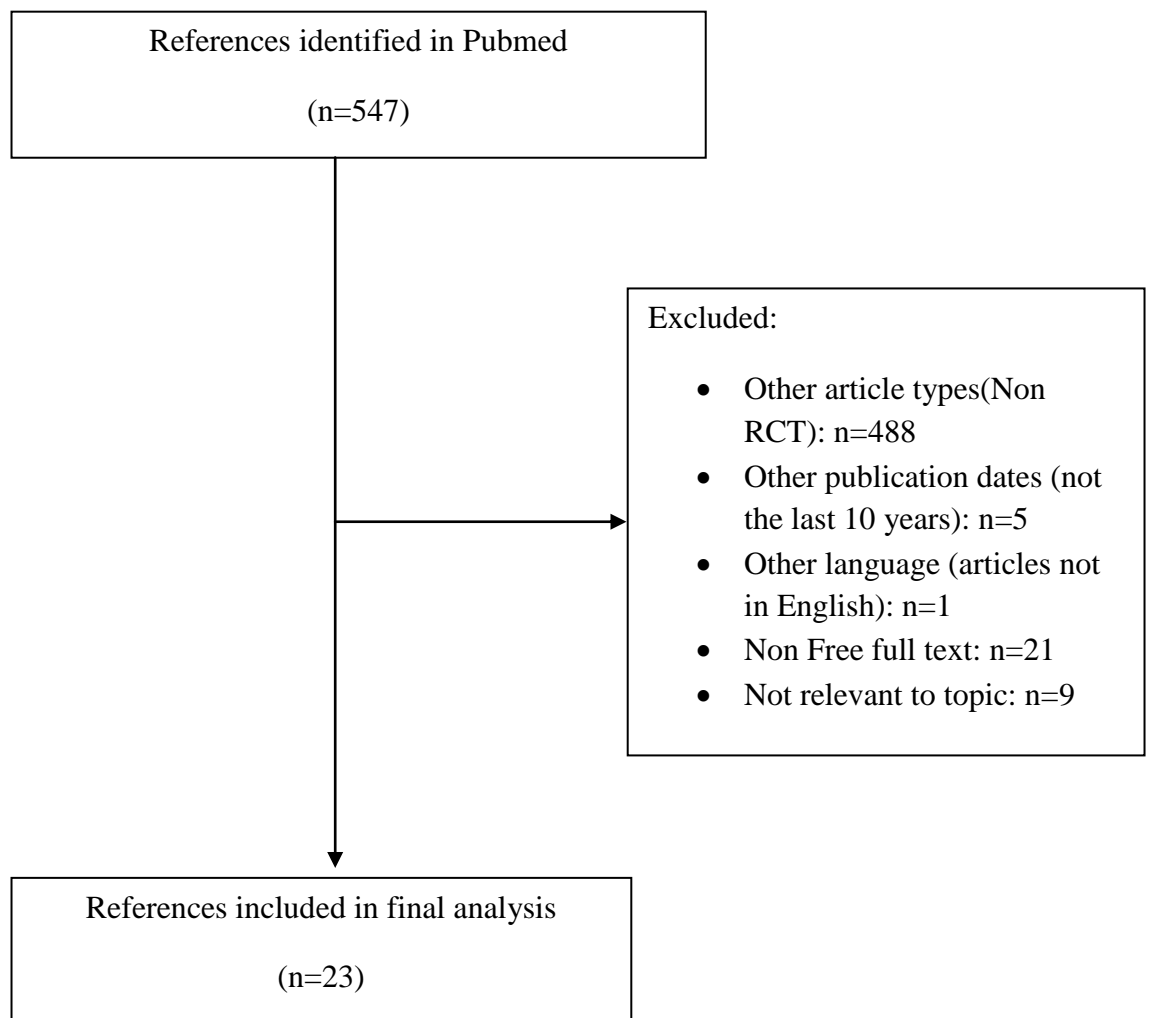 References identified in Pubmed
(n=547)
Excluded:
• Other article types(Non
RCT): n=488
• Other publication dates (not
the last 10 years): n=5
• Other language (articles not
in English): n=1
• Non Free full text: n=21
• Not relevant to topic: n=9
References included in final analysis
(n=23)